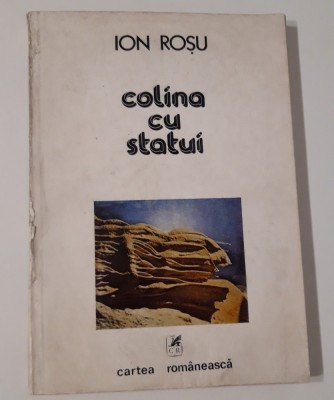 ION ROȘU
colina
cu
statui
C R
cartea românească